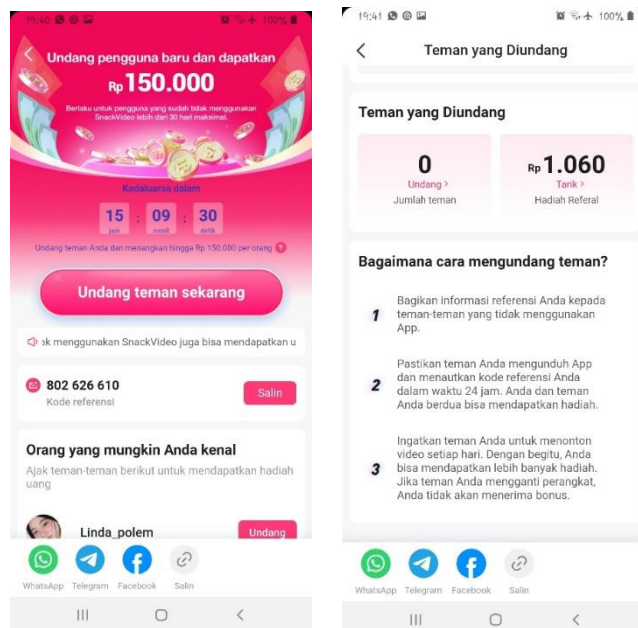 19:40
100%
Undang pengguna baru dan dapatkan
Rp150.000
Berlaku untuk pengguna yang sudah tidak menggunakan
SnackVideo lebih dari 30 hari maksimal.
Kadaluarsa dalam
15 : 09 : 30
jam menit detik
Undang teman Anda dan menangkan hingga Rp 150.000 per orang ?
Undang teman sekarang
ak menggunakan SnackVideo juga bisa mendapatkan u
802 626 610
Kode referensi
Salin
Orang yang mungkin Anda kenal
Ajak teman-teman berikut untuk mendapatkan hadiah
uang
Linda_polem
Undang
WhatsApp Telegram Facebook Salin
19:41
100%
Teman yang Diundang
Teman yang Diundang
0
Undang >
Jumlah teman
Rp 1.060
Tarik >
Hadiah Referal
Bagaimana cara mengundang teman?
1
Bagikan informasi referensi Anda kepada
teman-teman yang tidak menggunakan
App.
2
Pastikan teman Anda mengunduh App
dan menautkan kode referensi Anda
dalam waktu 24 jam. Anda dan teman
Anda berdua bisa mendapatkan hadiah.
3
Ingatkan teman Anda untuk menonton
video setiap hari. Dengan begitu, Anda
bisa mendapatkan lebih banyak hadiah.
Jika teman Anda mengganti perangkat,
Anda tidak akan menerima bonus.
WhatsApp Telegram Facebook Salin